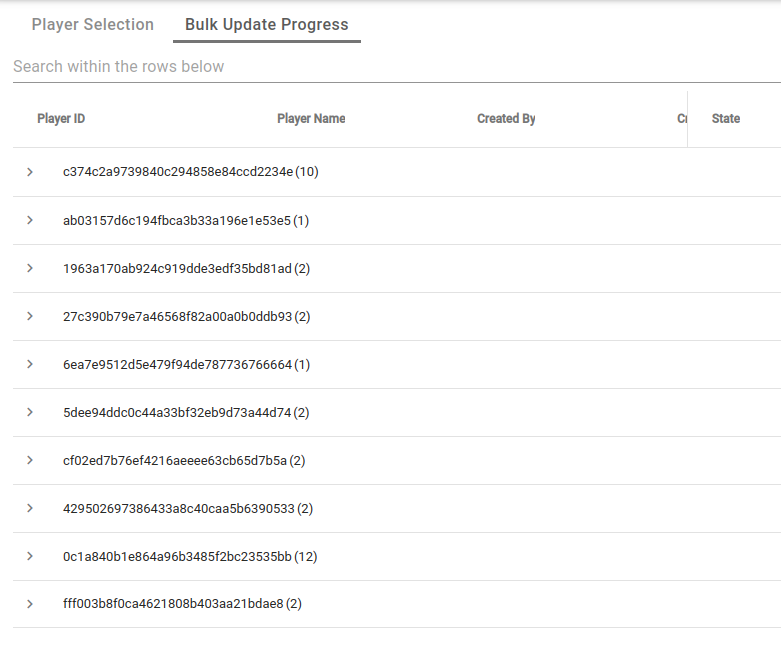 Player Selection Bulk Update Progress
Search within the rows below
Player ID Player Name Created By State
c374c2a9739840c294858e84ccd2234e (10)
ab03157d6c194fbca3b33a196e1e53e5 (1)
1963a170ab924c919dde3edf35bd81ad (2)
27c390b79e7a46568f82a00a0b0ddb93 (2)
6ea7e9512d5e479f94de787736766664 (1)
5dee94ddc0c44a33bf32eb9d73a44d74 (2)
cf02ed7b76ef4216aeeee63cb65d7b5a (2)
429502697386433a8c40caa5b6390533 (2)
0c1a840b1e864a96b3485f2bc23535bb (12)
fff003b8f0ca4621808b403aa21bdae8 (2)